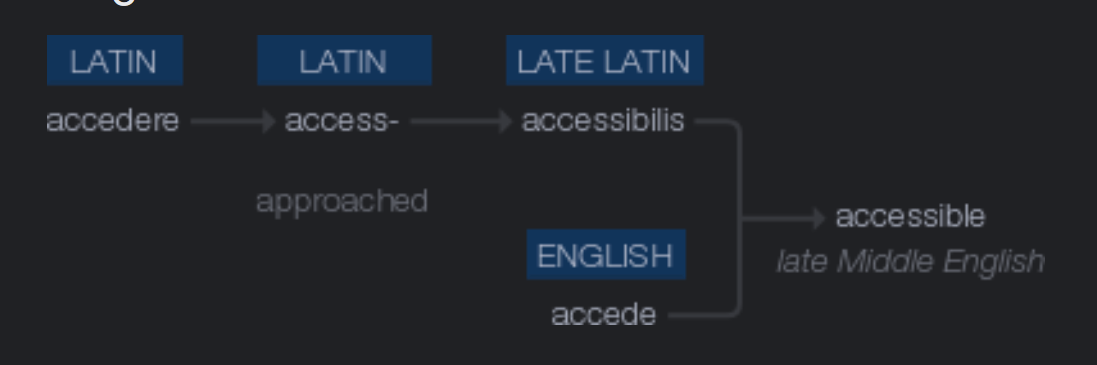 LATIN LATIN LATE LATIN
accedere access- accessibilis
approached
accessible
ENGLISH
late Middle English
accede